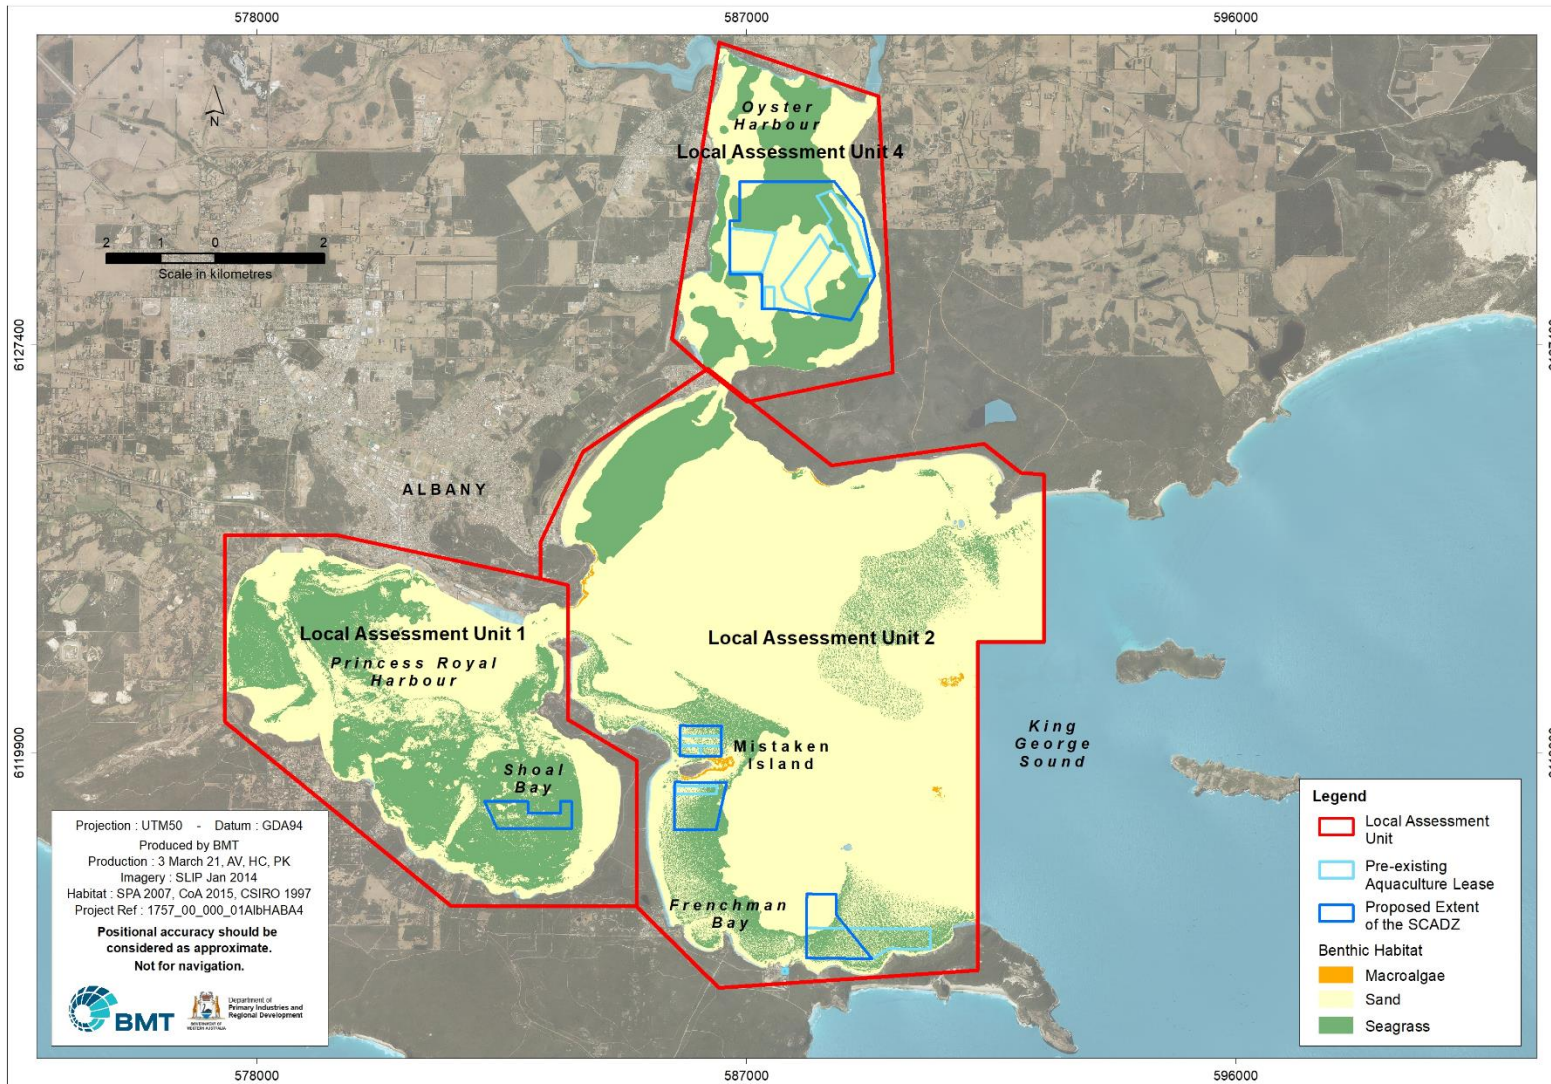 578000
587000
596000
N
Oyster
Harbour
Local Assessment Unit 4
2 1 0 2
Scale in kilometres
6127400
ALBANY
Local Assessment Unit 1
Princess Royal
Harbour
Local Assessment Unit 2
6119900
Mistaken
Island
King
George
Sound
Shoal
Bay
Frenchman
Bay
Projection : UTM50 - Datum : GDA94
Produced by BMT
Production : 3 March 21, AV, HC, PK
Imagery : SLIP Jan 2014
Habitat : SPA 2007, CoA 2015, CSIRO 1997
Project Ref : 1757_00_000_01AlbHABA4
Positional accuracy should be
considered as approximate.
Not for navigation.
BMT
Department of
Primary Industries and
Regional Development
GOVERNMENT OF
WESTERN AUSTRALIA
Legend
Local Assessment
Unit
Pre-existing
Aquaculture Lease
Proposed Extent
of the SCADZ
Benthic Habitat
Macroalgae
Sand
Seagrass
578000
587000
596000